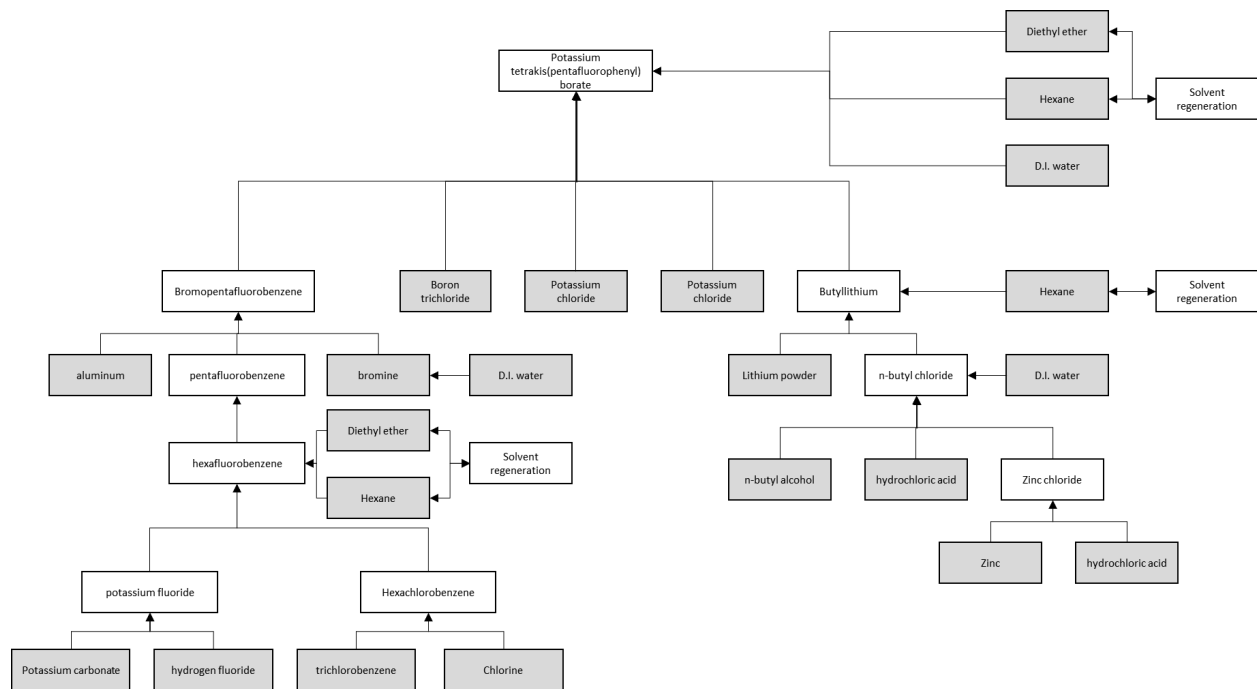 Diethyl ether
Potassium
tetrakis(pentafluorophenyl)
borate
Hexane
Solvent
regeneration
D.I. water
Bromopentafluorobenzene
Boron
trichloride
Potassium
chloride
Potassium
chloride
Butyllithium
Hexane
Solvent
regeneration
aluminum
pentafluorobenzene
bromine
D.I. water
Lithium powder
n-butyl chloride
D.I. water
Diethyl ether
hexafluorobenzene
Solvent
regeneration
Hexane
n-butyl alcohol
hydrochloric acid
Zinc chloride
Zinc
hydrochloric acid
potassium fluoride
Hexachlorobenzene
Potassium carbonate
hydrogen fluoride
trichlorobenzene
Chlorine